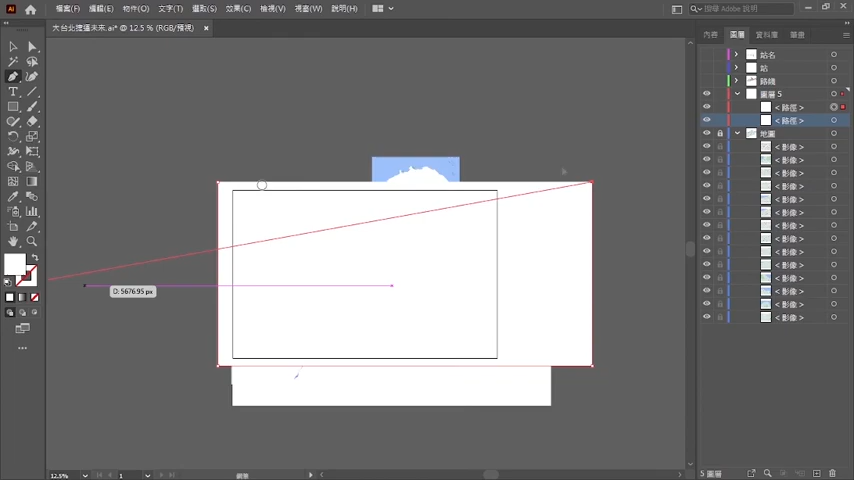 Ai 檔案(F) 編輯(E) 物件(O) 文字(T) 選取(S) 效果(C) 檢視(V) 視窗(W) 說明(H) 搜尋 Adobe 說明
大台北捷運未來.ai* @ 12.5 % (RGB/預視) ×
內容 圖層 資料庫 筆畫
站名
站
路線
圖層 5
<路徑>
<路徑>
地圖
<影像>
<影像>
<影像>
<影像>
<影像>
<影像>
<影像>
<影像>
<影像>
<影像>
<影像>
<影像>
<影像>
<影像>
D: 5676.95 px
12.5% 1
5 圖層